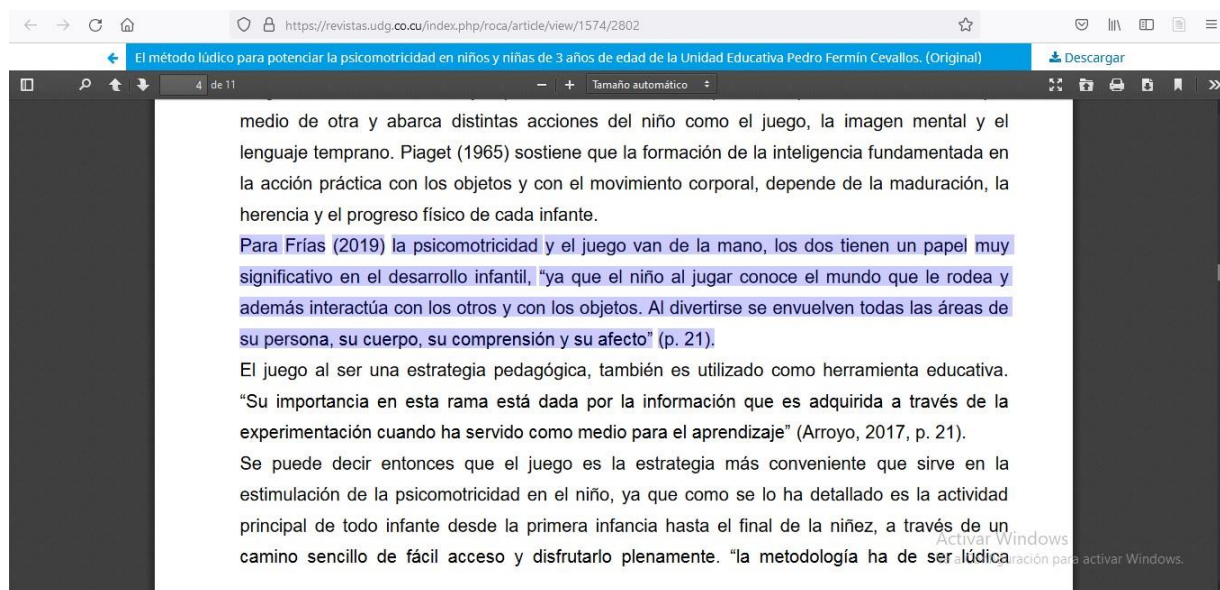 https://revistas.udg.co.cu/index.php/roca/article/view/1574/2802
El método lúdico para potenciar la psicomotricidad en niños y niñas de 3 años de edad de la Unidad Educativa Pedro Fermín Cevallos. (Original)
Descargar
4 de 11
Tamaño automático
medio de otra y abarca distintas acciones del niño como el juego, la imagen mental y el
lenguaje temprano. Piaget (1965) sostiene que la formación de la inteligencia fundamentada en
la acción práctica con los objetos y con el movimiento corporal, depende de la maduración, la
herencia y el progreso físico de cada infante.
Para Frías (2019) la psicomotricidad y el juego van de la mano, los dos tienen un papel muy
significativo en el desarrollo infantil, “ya que el niño al jugar conoce el mundo que le rodea y
además interactúa con los otros y con los objetos. Al divertirse se envuelven todas las áreas de
su persona, su cuerpo, su comprensión y su afecto” (p. 21).
El juego al ser una estrategia pedagógica, también es utilizado como herramienta educativa.
“Su importancia en esta rama está dada por la información que es adquirida a través de la
experimentación cuando ha servido como medio para el aprendizaje” (Arroyo, 2017, p. 21).
Se puede decir entonces que el juego es la estrategia más conveniente que sirve en la
estimulación de la psicomotricidad en el niño, ya que como se lo ha detallado es la actividad
principal de todo infante desde la primera infancia hasta el final de la niñez, a través de un
camino sencillo de fácil acceso y disfrutarlo plenamente. “la metodología ha de ser lúdica
Activar Windows
para activar Windows.